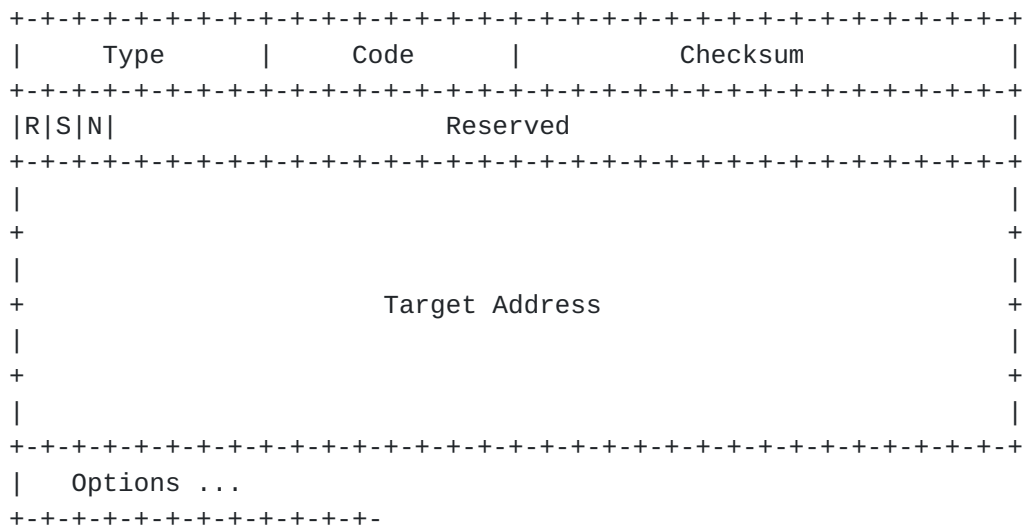 +-+-+-+-+-+-+-+-+-+-+-+-+-+-+-+-+-+-+-+-+-+-+-+-+-+-+-+-+-+-+-+-+
|     Type      |     Code      |          Checksum             |
+-+-+-+-+-+-+-+-+-+-+-+-+-+-+-+-+-+-+-+-+-+-+-+-+-+-+-+-+-+-+-+-+
|R|S|N|                     Reserved                            |
+-+-+-+-+-+-+-+-+-+-+-+-+-+-+-+-+-+-+-+-+-+-+-+-+-+-+-+-+-+-+-+-+
|                                                               |
+                                                               +
|                                                               |
+                       Target Address                          +
|                                                               |
+                                                               +
|                                                               |
+-+-+-+-+-+-+-+-+-+-+-+-+-+-+-+-+-+-+-+-+-+-+-+-+-+-+-+-+-+-+-+-+
|   Options ...
+-+-+-+-+-+-+-+-+-+-+-+-